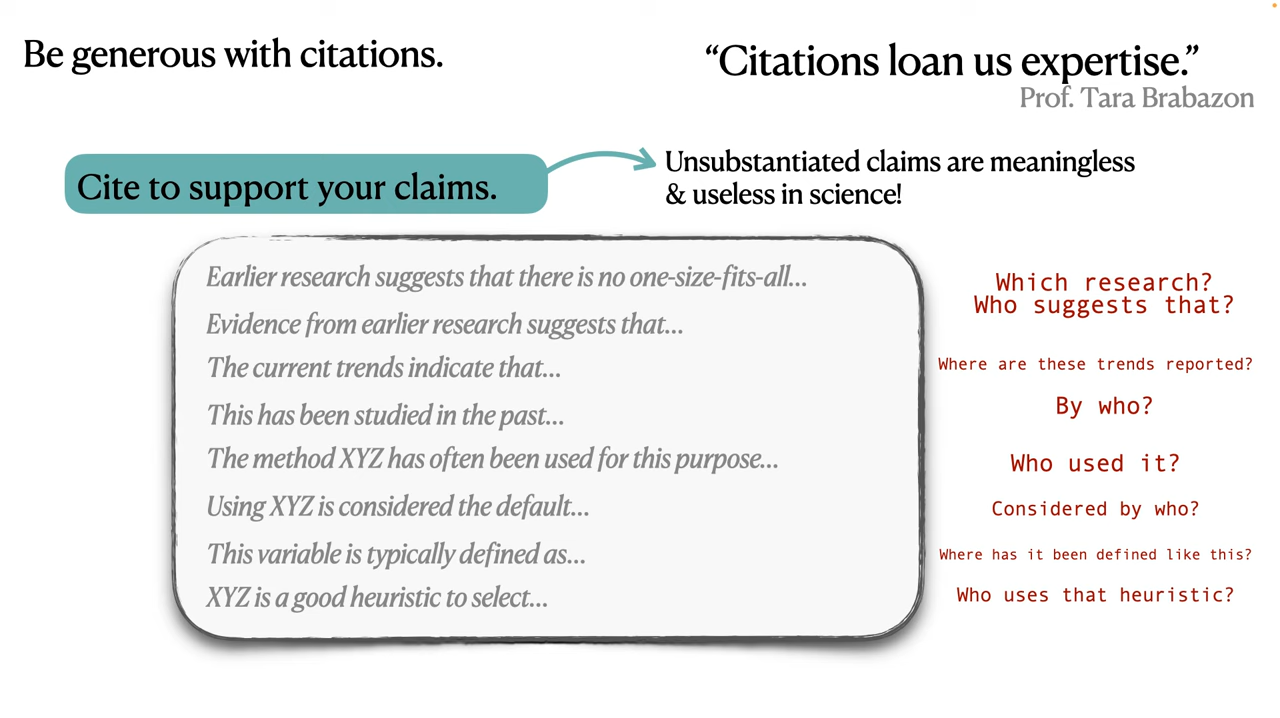 Be generous with citations.
“Citations loan us expertise.”
Prof. Tara Brabazon
Cite to support your claims.
Unsubstantiated claims are meaningless
& useless in science!
Earlier research suggests that there is no one-size-fits-all...
Evidence from earlier research suggests that...
The current trends indicate that...
This has been studied in the past...
The method XYZ has often been used for this purpose...
Using XYZ is considered the default...
This variable is typically defined as...
XYZ is a good heuristic to select...
Which research?
Who suggests that?
Where are these trends reported?
By who?
Who used it?
Considered by who?
Where has it been defined like this?
Who uses that heuristic?